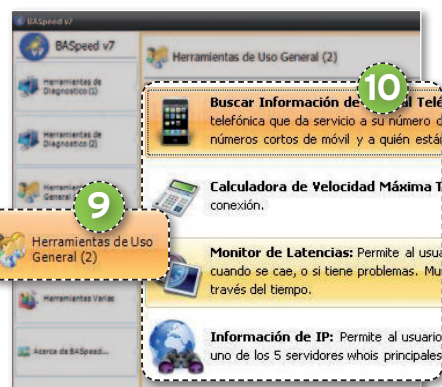 BASpeed v7
BASpeed v7
Herramientas de
Diagnostico (1)
Herramientas de
Diagnostico (2)
Herramientas
General
9
Herramientas de Uso
General (2)
Herramientas Varias
Acerca de BASpeed...
Herramientas de Uso General (2)
10
Buscar Información de l Telé
telefónica que da servicio a su número d
números cortos de móvil y a quién está
Calculadora de Velocidad Máxima T
conexión.
Monitor de Latencias: Permite al usua
cuando se cae, o si tiene problemas. Mu
través del tiempo.
Información de IP: Permite al usuario
uno de los 5 servidores whois principales